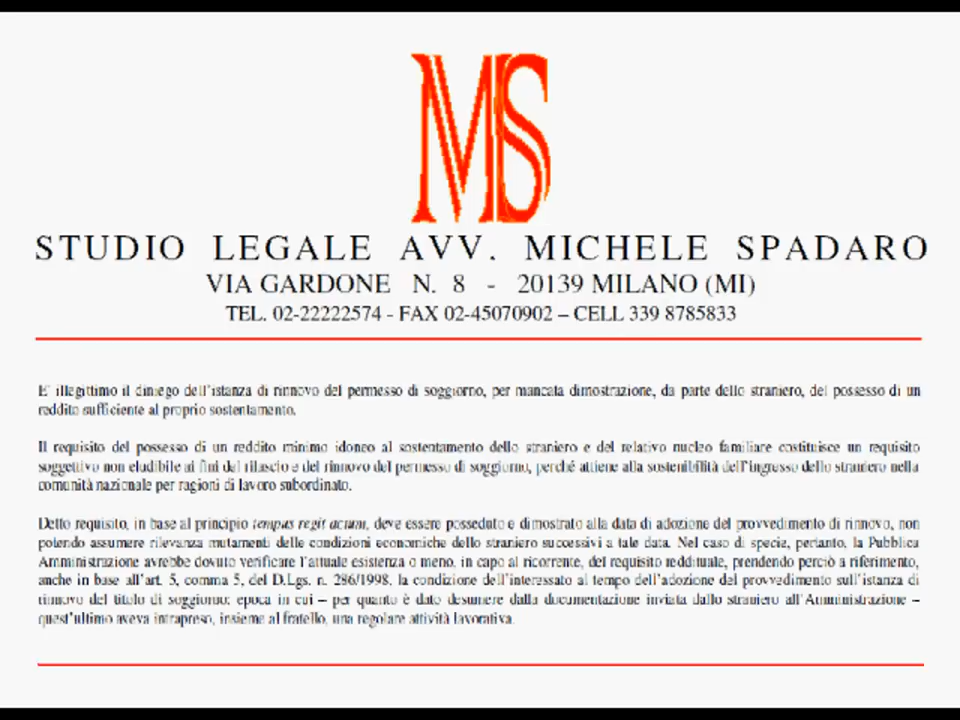 MS
STUDIO LEGALE AVV. MICHELE SPADARO
VIA GARDONE N. 8 - 20139 MILANO (MI)
TEL. 02-22222574 - FAX 02-45070902 – CELL 339 8785833
E' illegittimo il diniego dell'istanza di rinnovo del permesso di soggiorno, per mancata dimostrazione, da parte dello straniero, del possesso di un
reddito sufficiente al proprio sostentamento.
Il requisito del possesso di un reddito minimo idoneo al sostentamento dello straniero e del relativo nucleo familiare costituisce un requisito
soggettivo non eludibile ai fini del rilascio e del rinnovo del permesso di soggiorno, perché attiene alla sostenibilità dell'ingresso dello straniero nella
comunità nazionale per ragioni di lavoro subordinato.
Detto requisito, in base al principio tempus regit actum, deve essere posseduto e dimostrato alla data di adozione del provvedimento di rinnovo, non
potendo assumere rilevanza mutamenti delle condizioni economiche dello straniero successivi a tale data. Nel caso di specie, pertanto, la Pubblica
Amministrazione avrebbe dovuto verificare l'attuale esistenza o meno, in capo al ricorrente, del requisito reddituale, prendendo perciò a riferimento,
anche in base all'art. 5, comma 5, del D.Lgs. n. 286/1998, la condizione dell'interessato al tempo dell'adozione del provvedimento sull'istanza di
rinnovo del titolo di soggiorno; epoca in cui – per quanto è dato desumere dalla documentazione inviata dallo straniero all'Amministrazione –
quest'ultimo aveva intrapreso, insieme al fratello, una regolare attività lavorativa.